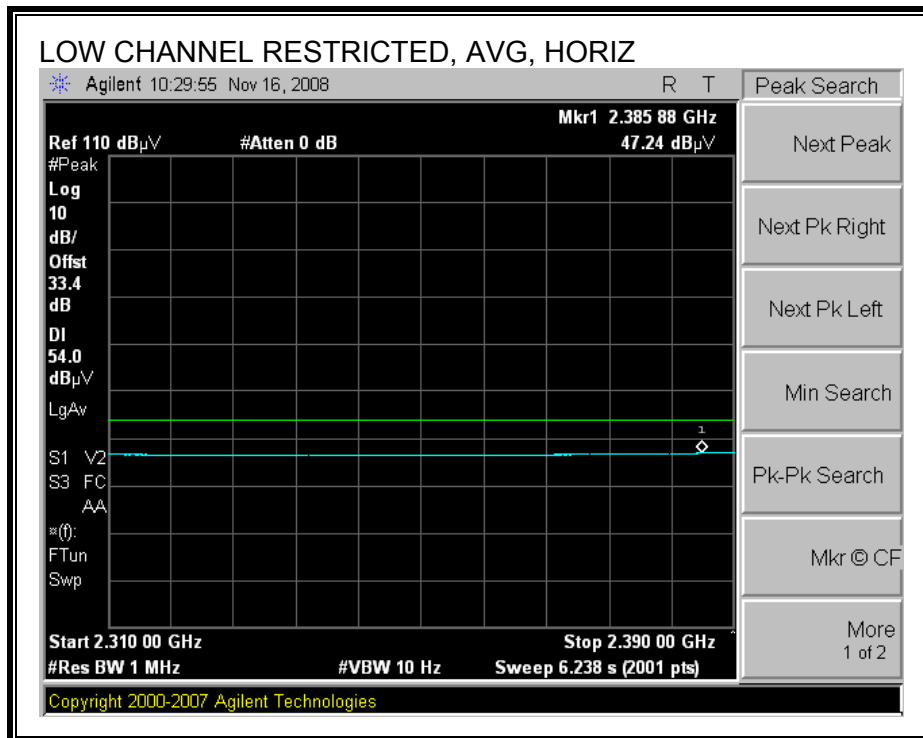 LOW CHANNEL RESTRICTED, AVG, HORIZ
Agilent 10:29:55 Nov 16, 2008 R T
Peak Search
Mkr1 2.385 88 GHz
Ref 110 dBµV #Atten 0 dB 47.24 dBµV
#Peak
Log
10
dB/
Offst
33.4
dB
DI
54.0
dBµV
LgAv
1
S1 V2
S3 FC
AA
¤(f):
FTun
Swp
Start 2.310 00 GHz Stop 2.390 00 GHz ^
#Res BW 1 MHz #VBW 10 Hz Sweep 6.238 s (2001 pts)
Copyright 2000-2007 Agilent Technologies
Next Peak
Next Pk Right
Next Pk Left
Min Search
Pk-Pk Search
Mkr © CF
More
1 of 2